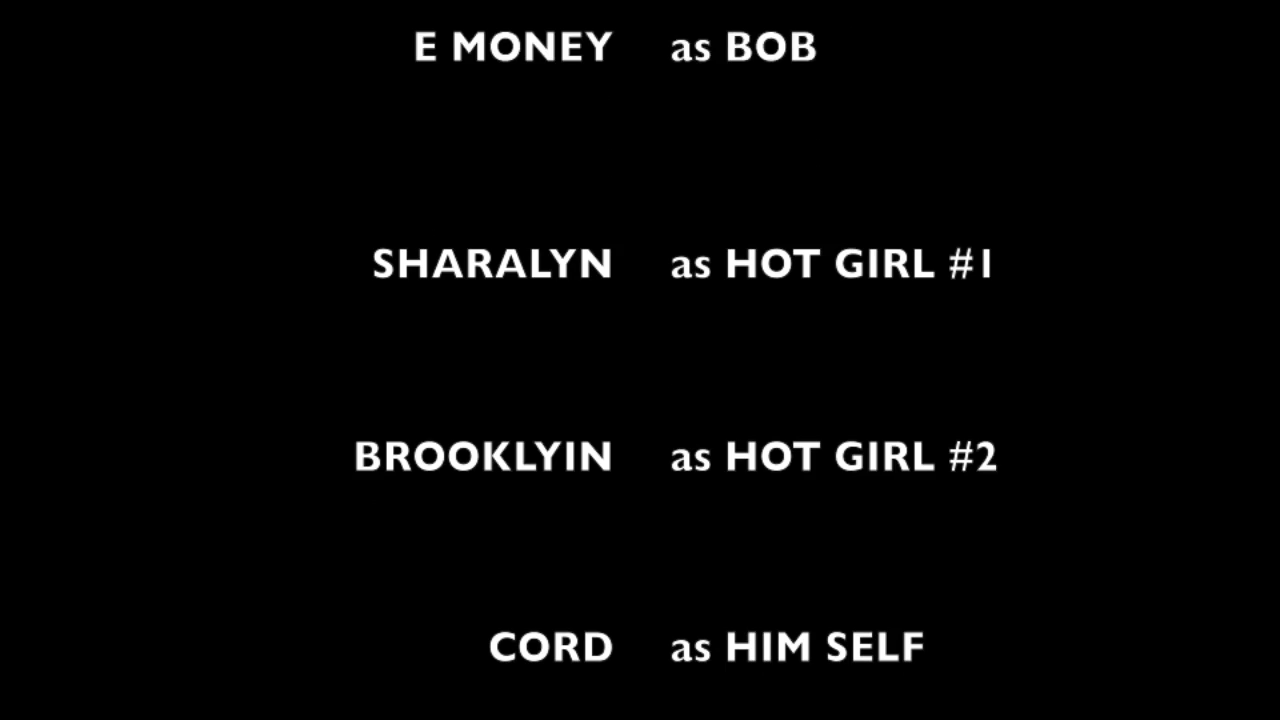 E MONEY as BOB
SHARALYN as HOT GIRL #1
BROOKLYIN as HOT GIRL #2
CORD as HIM SELF